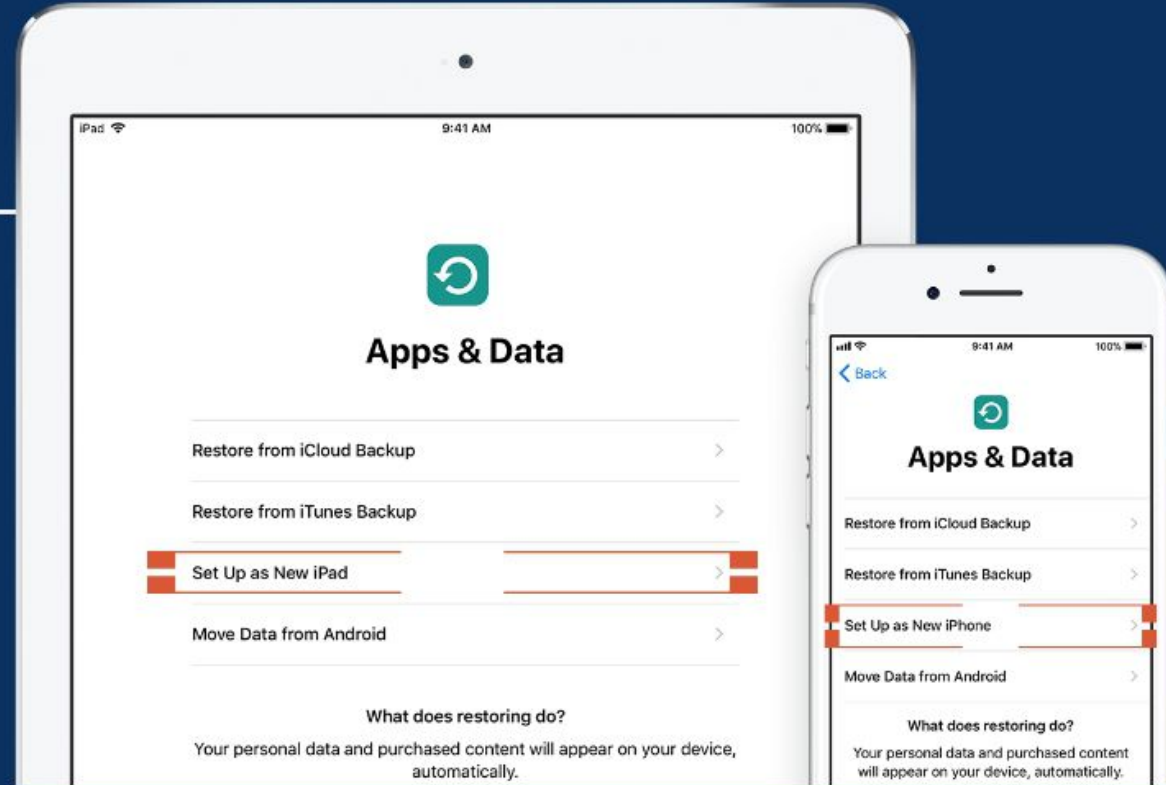 iPad 9:41 AM 100%
Apps & Data
Restore from iCloud Backup
Restore from iTunes Backup
Set Up as New iPad
Move Data from Android
What does restoring do?
Your personal data and purchased content will appear on your device,
automatically.
9:41 AM 100%
Back
Apps & Data
Restore from iCloud Backup
Restore from iTunes Backup
Set Up as New iPhone
Move Data from Android
What does restoring do?
Your personal data and purchased content
will appear on your device, automatically.